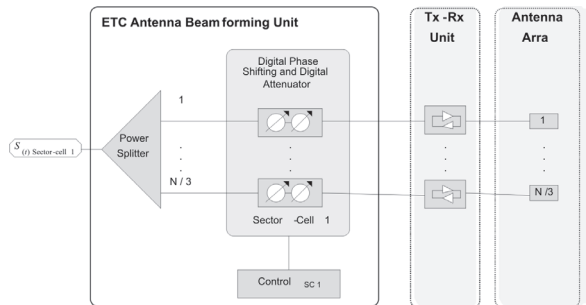 ETC Antenna Beam forming Unit
Tx -Rx
Unit
Antenna
Arra
Digital Phase
Shifting and Digital
Attenuator
1
1
Power
Splitter
S (t) Sector-cell 1
N / 3
N /3
Sector -Cell 1
Control SC 1